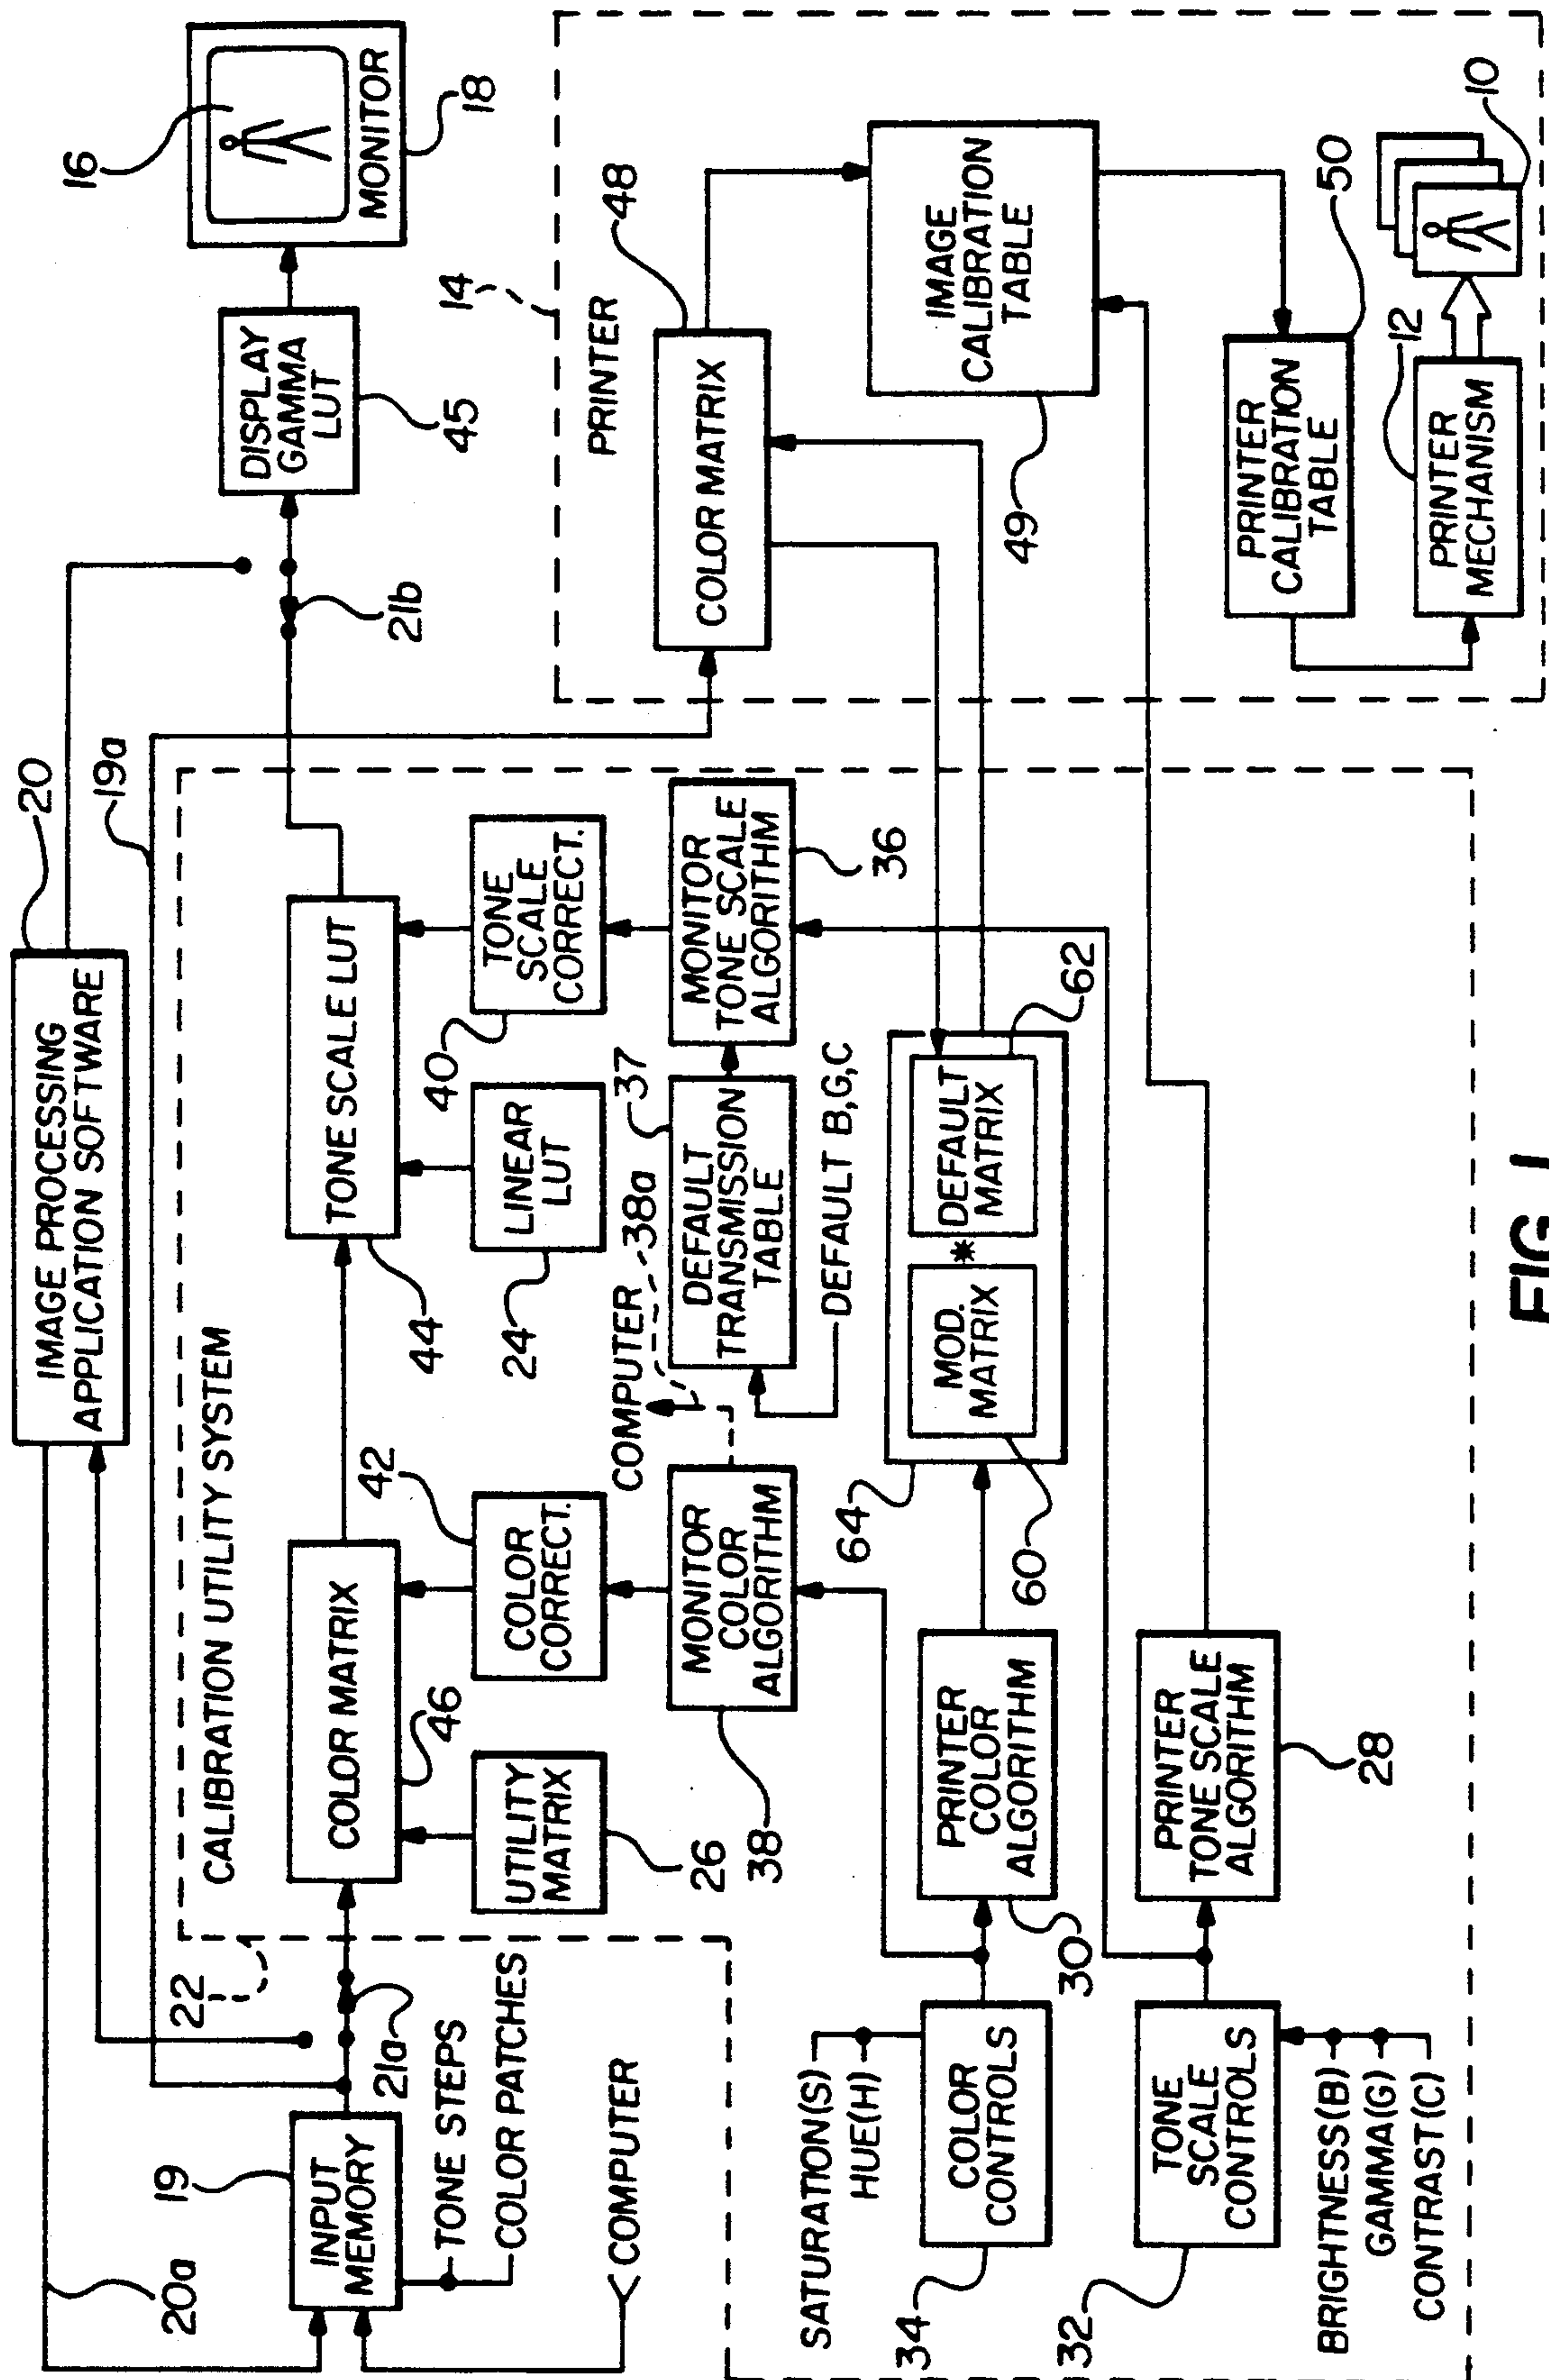 IMAGE PROCESSING
APPLICATION SOFTWARE
20
20a
19a
CALIBRATION UTILITY SYSTEM
22
19
INPUT
MEMORY
21a
TONE STEPS
COLOR PATCHES
COMPUTER
COLOR MATRIX
46
UTILITY
MATRIX
26
COLOR
CORRECT.
42
TONE SCALE LUT
44
LINEAR
LUT
24
TONE
SCALE
CORRECT.
40
21b
DISPLAY
GAMMA
LUT
45
16
MONITOR
18
MONITOR
COLOR
ALGORITHM
38
COMPUTER
38a
DEFAULT
TRANSMISSION
TABLE
37
DEFAULT B,G,C
MONITOR
TONE SCALE
ALGORITHM
36
SATURATION(S)
HUE(H)
COLOR
CONTROLS
34
PRINTER
COLOR
ALGORITHM
30
64
MOD.
MATRIX
60
*
DEFAULT
MATRIX
62
TONE
SCALE
CONTROLS
32
BRIGHTNESS(B)
GAMMA(G)
CONTRAST(C)
PRINTER
TONE SCALE
ALGORITHM
28
14
PRINTER
COLOR MATRIX
48
IMAGE
CALIBRATION
TABLE
49
PRINTER
CALIBRATION
TABLE
50
PRINTER
MECHANISM
12
10
FIG. 1